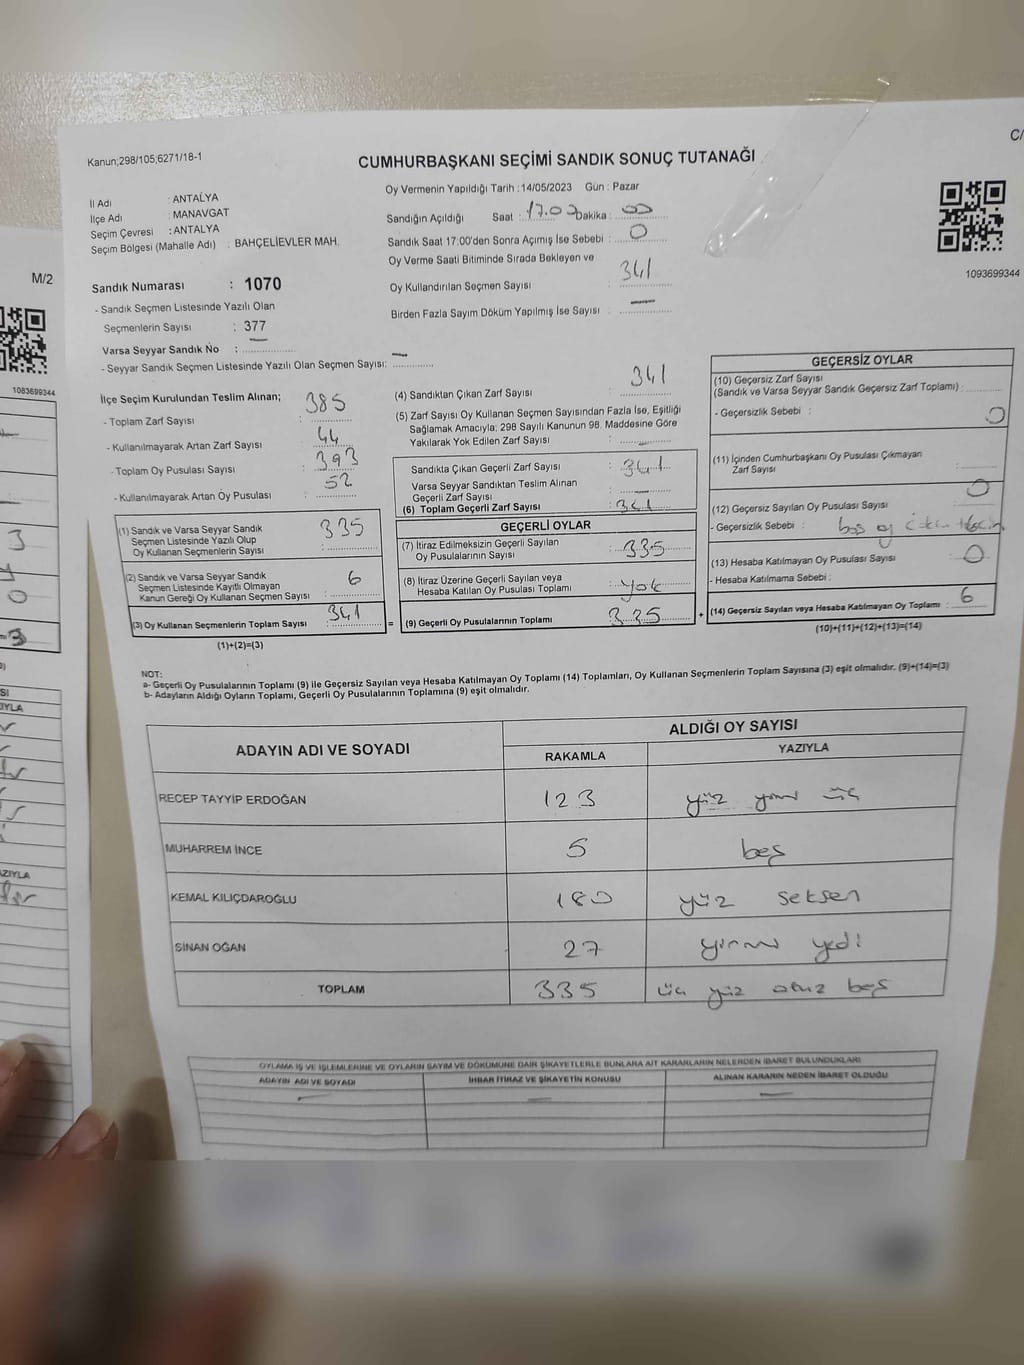 C/
Kanun;298/105,6271/18-1
CUMHURBAŞKANI SEÇİMİ SANDIK SONUÇ TUTANAĞI
İl Adı : ANTALYA
İlçe Adı : MANAVGAT
Seçim Çevresi : ANTALYA
Seçim Bölgesi (Mahalle Adı) : BAHÇELİEVLER MAH.
Sandık Numarası : 1070
- Sandık Seçmen Listesinde Yazılı Olan
Seçmenlerin Sayısı : 377
Varsa Seyyar Sandık No : —
- Seyyar Sandık Seçmen Listesinde Yazılı Olan Seçmen Sayısı: —
Oy Vermenin Yapıldığı Tarih : 14/05/2023 Gün : Pazar
Sandığın Açıldığı Saat : 17.00 Dakika : 00
Sandık Saat 17:00'den Sonra Açımış İse Sebebi : 0
Oy Verme Saati Bitiminde Sırada Bekleyen ve
Oy Kullandırılan Seçmen Sayısı : 341
Birden Fazla Sayım Döküm Yapılmış İse Sayısı : —
1093699344
M/2
1083699344
İlçe Seçim Kurulundan Teslim Alınan;
- Toplam Zarf Sayısı : 385
- Kullanılmayarak Artan Zarf Sayısı : 44
- Toplam Oy Pusulası Sayısı : 393
- Kullanılmayarak Artan Oy Pusulası : 52
(1) Sandık ve Varsa Seyyar Sandık
Seçmen Listesinde Yazılı Olup
Oy Kullanan Seçmenlerin Sayısı : 335
(2) Sandık ve Varsa Seyyar Sandık
Seçmen Listesinde Kayıtlı Olmayan
Kanun Gereği Oy Kullanan Seçmen Sayısı : 6
(3) Oy Kullanan Seçmenlerin Toplam Sayısı : 341
(1)+(2)=(3)
(4) Sandıktan Çıkan Zarf Sayısı : 341
(5) Zarf Sayısı Oy Kullanan Seçmen Sayısından Fazla İse, Eşitliği
Sağlamak Amacıyla; 298 Sayılı Kanunun 98. Maddesine Göre
Yakılarak Yok Edilen Zarf Sayısı : —
Sandıkta Çıkan Geçerli Zarf Sayısı : 341
Varsa Seyyar Sandıktan Teslim Alınan
Geçerli Zarf Sayısı : —
(6) Toplam Geçerli Zarf Sayısı : 341
GEÇERLİ OYLAR
(7) İtiraz Edilmeksizin Geçerli Sayılan
Oy Pusulalarının Sayısı : 335
(8) İtiraz Üzerine Geçerli Sayılan veya
Hesaba Katılan Oy Pusulası Toplamı : yok
= (9) Geçerli Oy Pusulalarının Toplamı : 335 +
GEÇERSİZ OYLAR
(10) Geçersiz Zarf Sayısı
(Sandık ve Varsa Seyyar Sandık Geçersiz Zarf Toplamı) :
- Geçersizlik Sebebi : 0
(11) İçinden Cumhurbaşkanı Oy Pusulası Çıkmayan
Zarf Sayısı : 0
(12) Geçersiz Sayılan Oy Pusulası Sayısı : 6
- Geçersizlik Sebebi : boş oy
(13) Hesaba Katılmayan Oy Pusulası Sayısı : 0
- Hesaba Katılmama Sebebi :
(14) Geçersiz Sayılan veya Hesaba Katılmayan Oy Toplamı : 6
(10)+(11)+(12)+(13)=(14)
NOT:
a- Geçerli Oy Pusulalarının Toplamı (9) ile Geçersiz Sayılan veya Hesaba Katılmayan Oy Toplamı (14) Toplamları, Oy Kullanan Seçmenlerin Toplam Sayısına (3) eşit olmalıdır. (9)+(14)=(3)
b- Adayların Aldığı Oyların Toplamı, Geçerli Oy Pusulalarının Toplamına (9) eşit olmalıdır.
ADAYIN ADI VE SOYADI ALDIĞI OY SAYISI
RAKAMLA YAZIYLA
RECEP TAYYİP ERDOĞAN 123 yüz yirmi üç
MUHARREM İNCE 5 beş
KEMAL KILIÇDAROĞLU 180 yüz seksen
SİNAN OĞAN 27 yirmi yedi
TOPLAM 335 üç yüz otuz beş
OYLAMA İŞ VE İŞLEMLERİNE VE OYLARIN SAYIM VE DÖKÜMÜNE DAİR ŞİKAYETLERLE BUNLARA AİT KARARLARIN NELERDEN İBARET BULUNDUKLARI
ADAYIN ADI VE SOYADI İHBAR İTİRAZ VE ŞİKAYETİN KONUSU ALINAN KARARIN NEDEN İBARET OLDUĞU
— — —